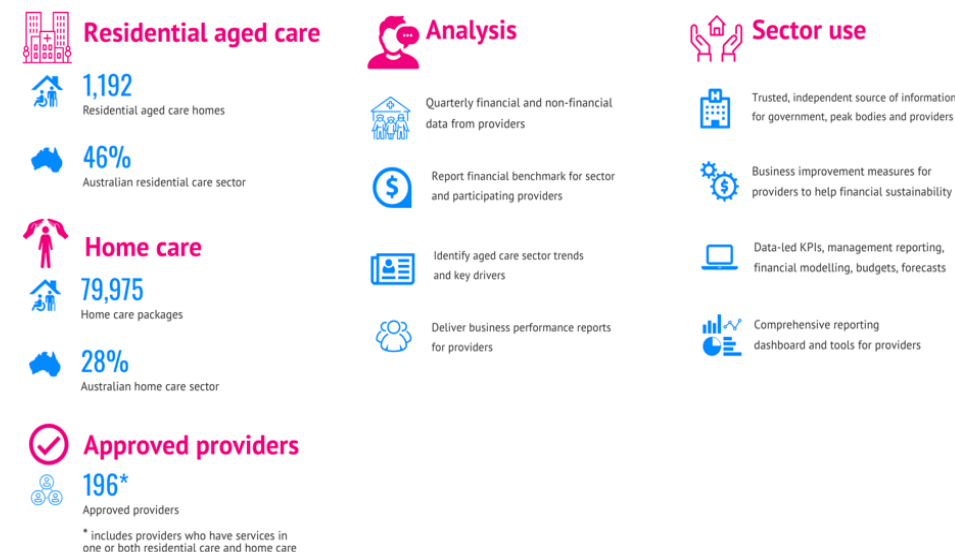 Residential aged care
1,192
Residential aged care homes
46%
Australian residential care sector
Home care
79,975
Home care packages
28%
Australian home care sector
Approved providers
196*
Approved providers
* includes providers who have services in
one or both residential care and home care
Analysis
Quarterly financial and non-financial
data from providers
Report financial benchmark for sector
and participating providers
Identify aged care sector trends
and key drivers
Deliver business performance reports
for providers
Sector use
Trusted, independent source of information
for government, peak bodies and providers
Business improvement measures for
providers to help financial sustainability
Data-led KPIs, management reporting,
financial modelling, budgets, forecasts
Comprehensive reporting
dashboard and tools for providers